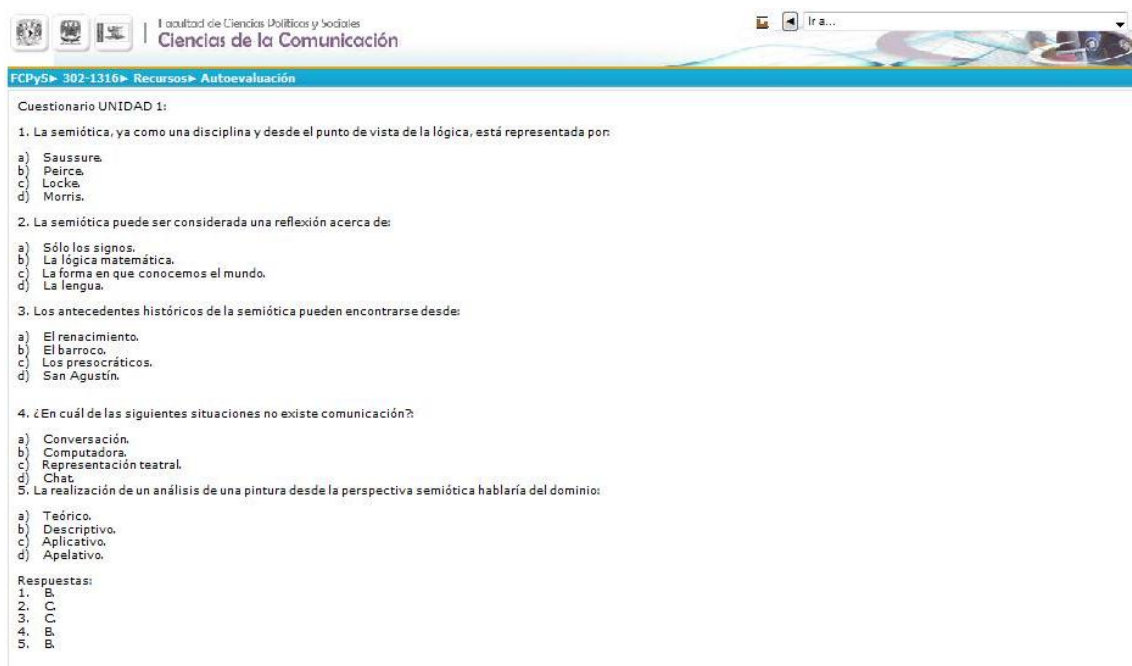 Facultad de Ciencias Políticas y Sociales
Ciencias de la Comunicación
Ir a...
FCPyS► 302-1316► Recursos► Autoevaluación
Cuestionario UNIDAD 1:
1. La semiótica, ya como una disciplina y desde el punto de vista de la lógica, está representada por:
a) Saussure.
b) Peirce.
c) Locke.
d) Morris.
2. La semiótica puede ser considerada una reflexión acerca de:
a) Sólo los signos.
b) La lógica matemática.
c) La forma en que conocemos el mundo.
d) La lengua.
3. Los antecedentes históricos de la semiótica pueden encontrarse desde:
a) El renacimiento.
b) El barroco.
c) Los presocráticos.
d) San Agustín.
4. ¿En cuál de las siguientes situaciones no existe comunicación?:
a) Conversación.
b) Computadora.
c) Representación teatral.
d) Chat.
5. La realización de un análisis de una pintura desde la perspectiva semiótica hablaría del dominio:
a) Teórico.
b) Descriptivo.
c) Aplicativo.
d) Apelativo.
Respuestas:
1. B.
2. C.
3. C.
4. B.
5. B.